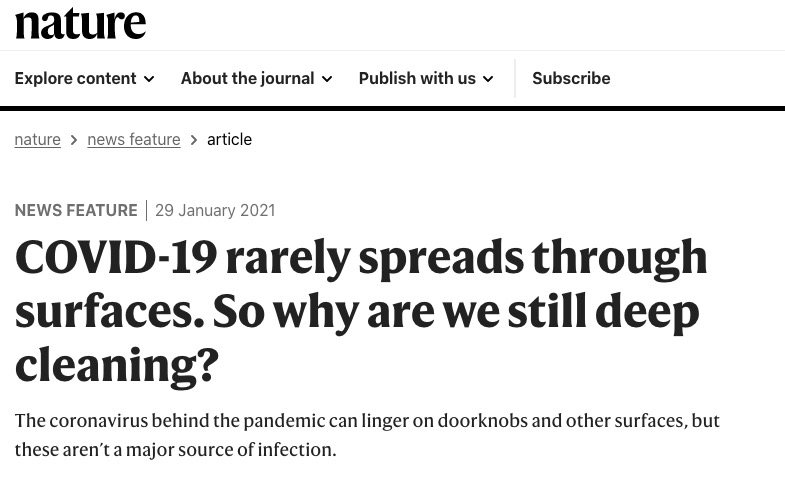 nature
Explore content About the journal Publish with us Subscribe
nature > news feature > article
NEWS FEATURE | 29 January 2021
COVID-19 rarely spreads through
surfaces. So why are we still deep
cleaning?
The coronavirus behind the pandemic can linger on doorknobs and other surfaces, but
these aren’t a major source of infection.